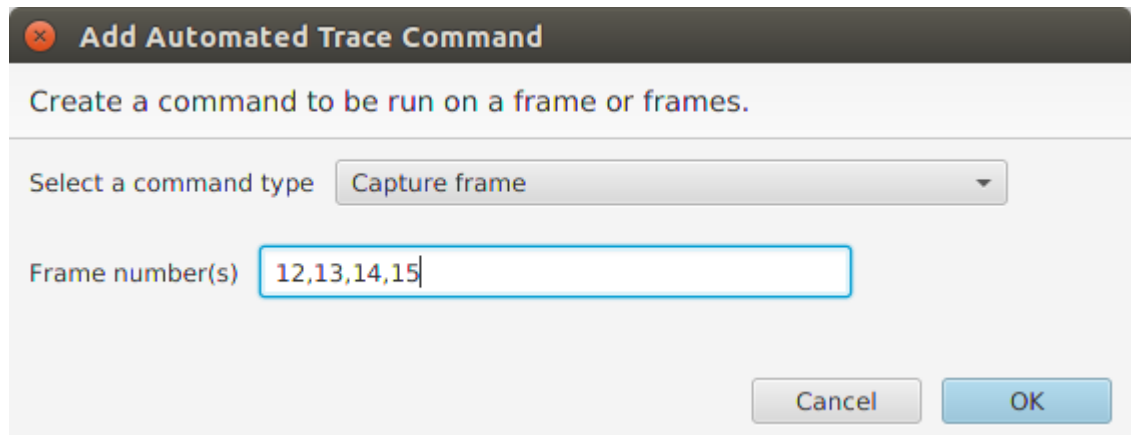 Add Automated Trace Command
Create a command to be run on a frame or frames.
Select a command type Capture frame
Frame number(s) 12,13,14,15
Cancel OK